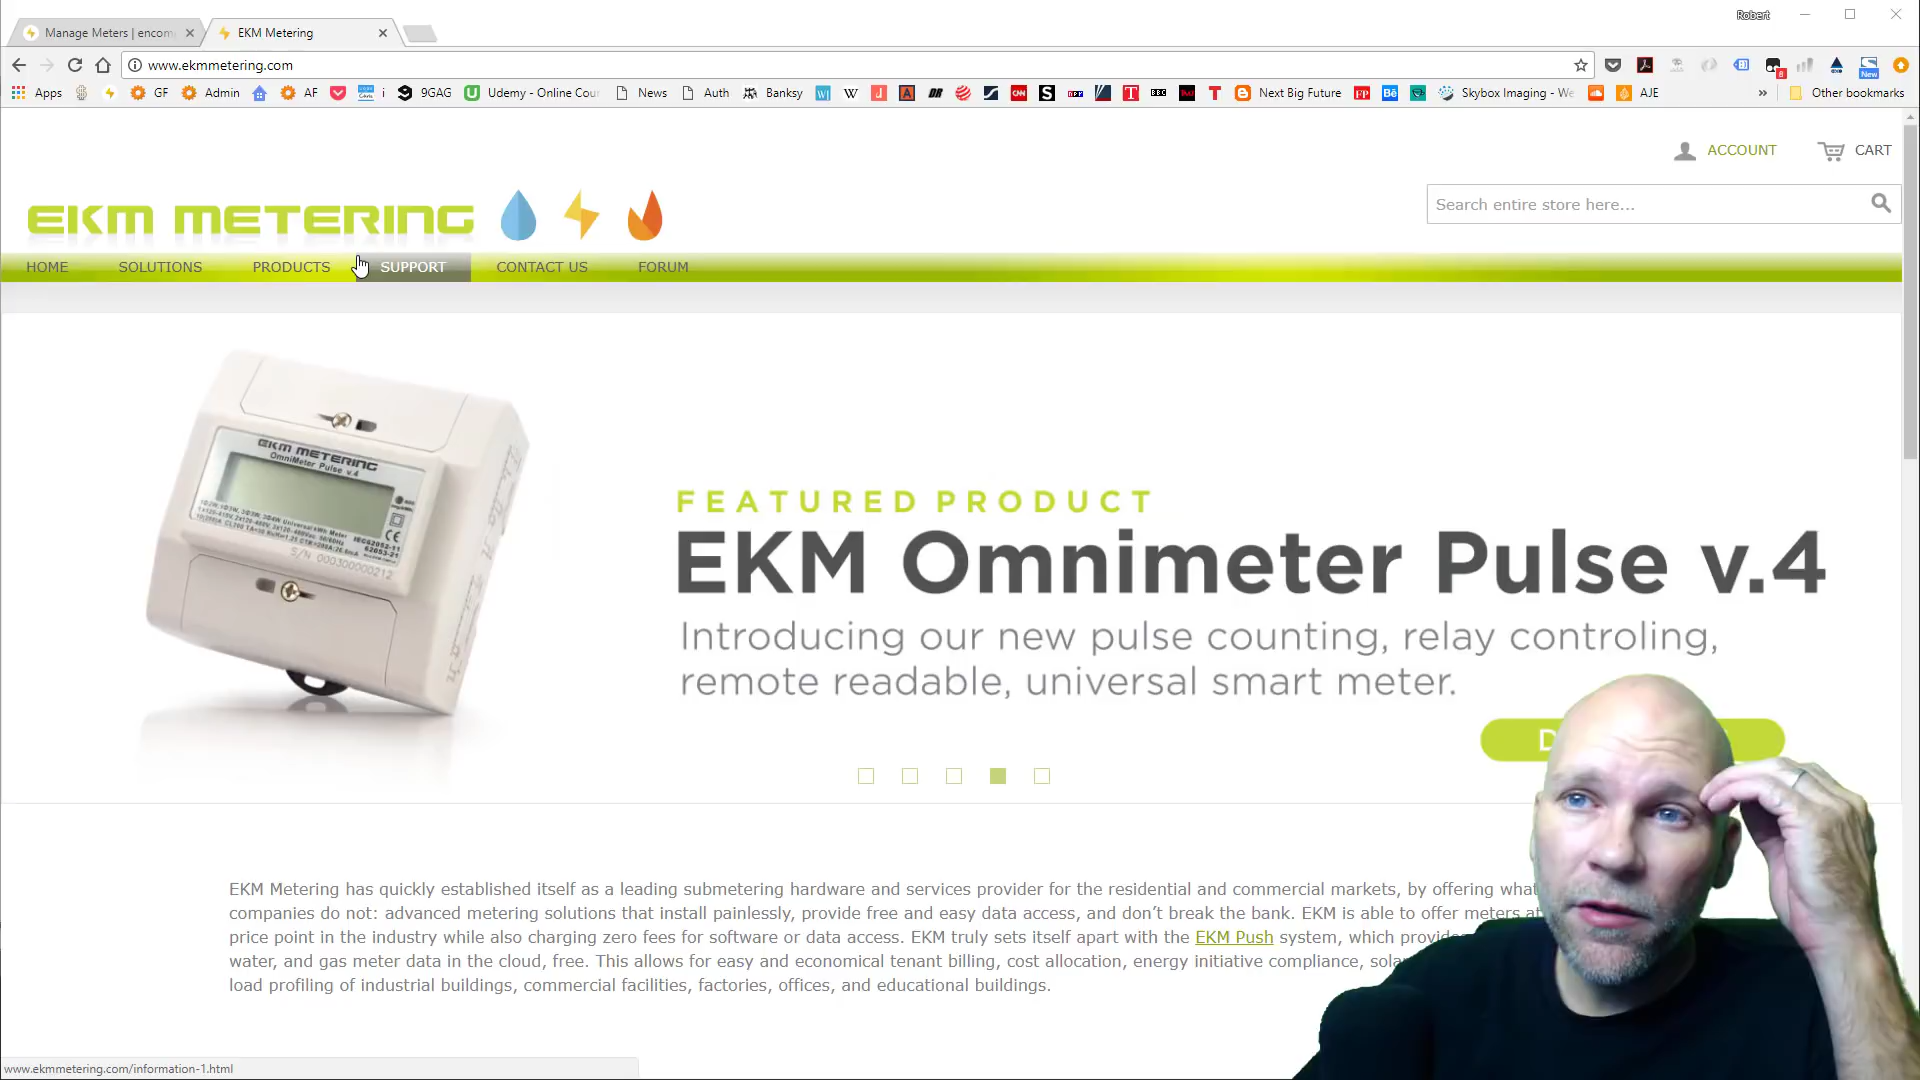 Robert
Manage Meters | encom
EKM Metering
www.ekmmetering.com
Apps
GF
Admin
AF
i
9GAG
Udemy - Online Cou
News
Auth
Banksy
Next Big Future
Skybox Imaging - We
AJE
Other bookmarks
ACCOUNT
CART
EKM METERING
Search entire store here...
HOME
SOLUTIONS
PRODUCTS
SUPPORT
CONTACT US
FORUM
EKM METERING
OmniMeter Pulse v.4
S/N 000300000212
FEATURED PRODUCT
EKM Omnimeter Pulse v.4
Introducing our new pulse counting, relay controling,
remote readable, universal smart meter.
EKM Metering has quickly established itself as a leading submetering hardware and services provider for the residential and commercial markets, by offering what
companies do not: advanced metering solutions that install painlessly, provide free and easy data access, and don't break the bank. EKM is able to offer meters at
price point in the industry while also charging zero fees for software or data access. EKM truly sets itself apart with the EKM Push system, which provide
water, and gas meter data in the cloud, free. This allows for easy and economical tenant billing, cost allocation, energy initiative compliance, sola
load profiling of industrial buildings, commercial facilities, factories, offices, and educational buildings.
www.ekmmetering.com/information-1.html